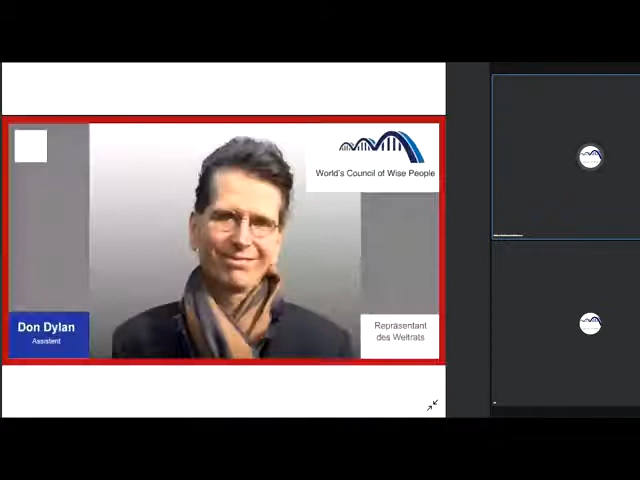 World's Council of Wise People
Don Dylan
Assistent
Repräsentant
des Weltrats